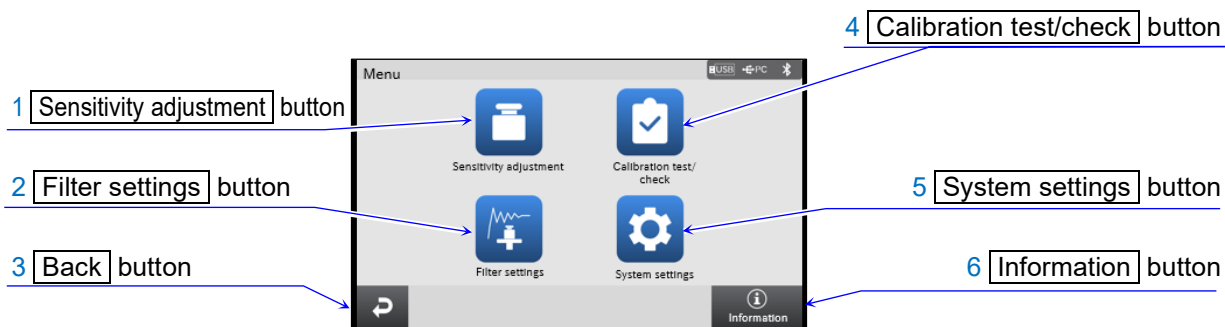 4 Calibration test/check button
Menu
USB PC
1 Sensitivity adjustment button
Sensitivity adjustment
Calibration test/
check
2 Filter settings button
5 System settings button
Filter settings
System settings
3 Back button
6 Information button
Information